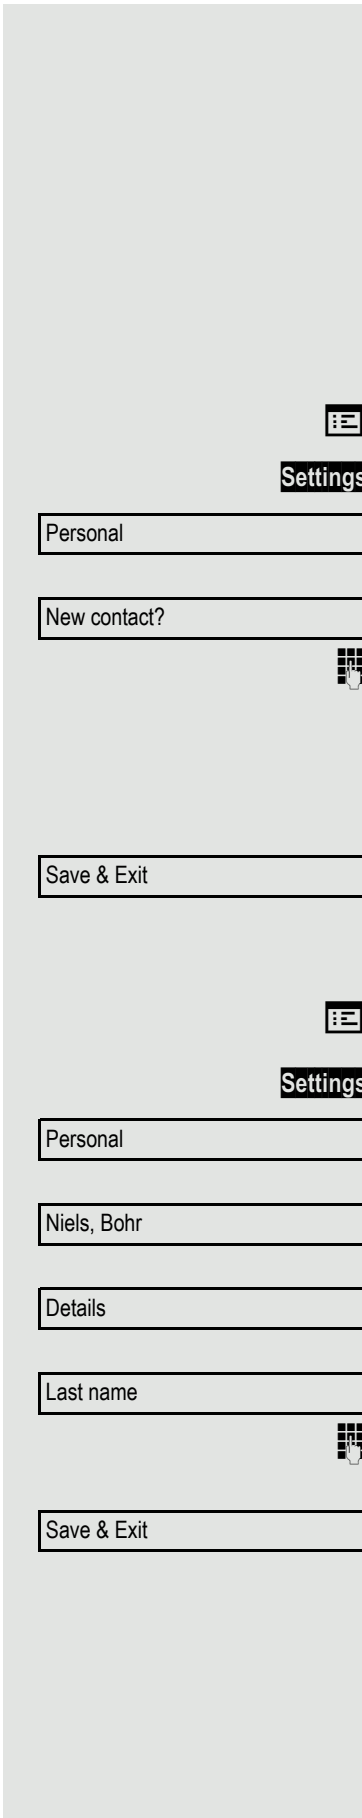 Settings
Personal
New contact?
Save & Exit
Settings
Personal
Niels, Bohr
Details
Last name
Save & Exit